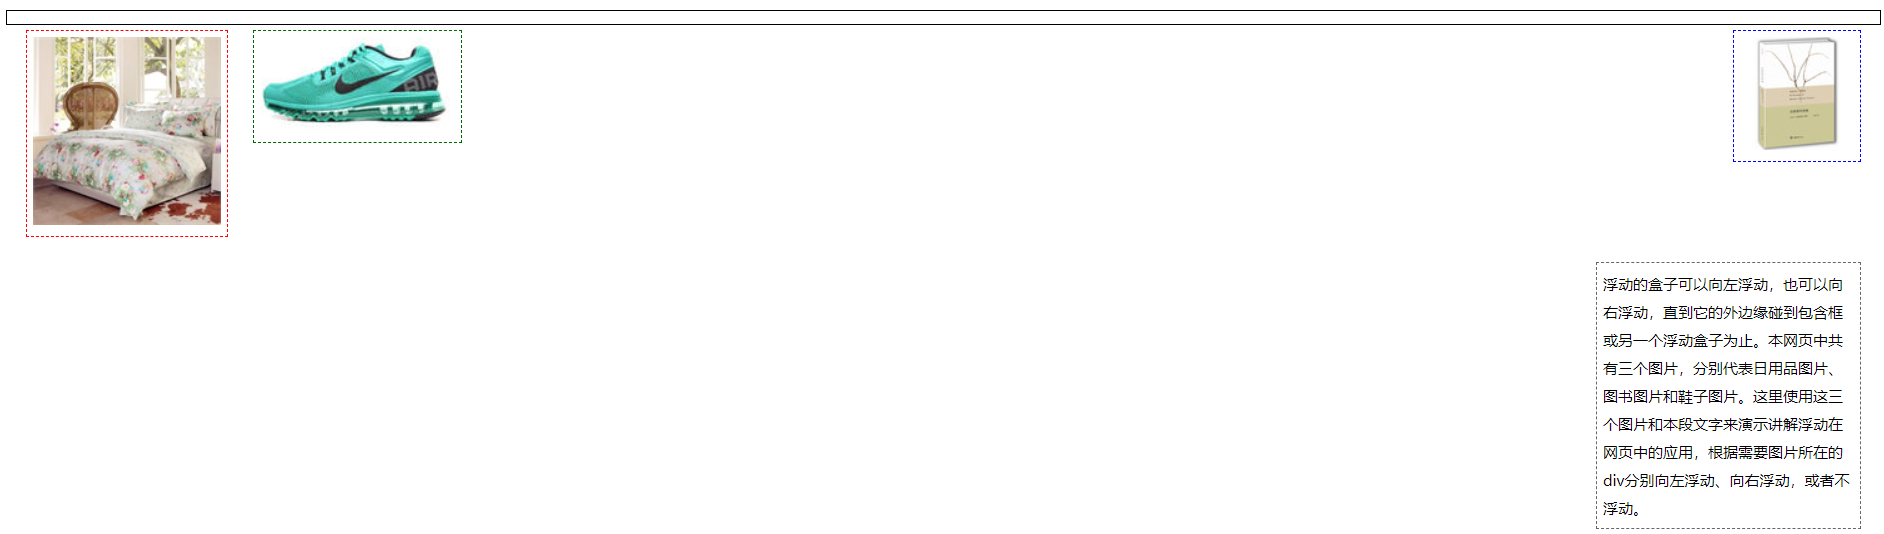 AIR
浮动的盒子可以向左浮动，也可以向
右浮动，直到它的外边缘碰到包含框
或另一个浮动盒子为止。本网页中共
有三个图片，分别代表日用品图片、
图书图片和鞋子图片。这里使用这三
个图片和本段文字来演示讲解浮动在
网页中的应用，根据需要图片所在的
div分别向左浮动、向右浮动，或者不
浮动。